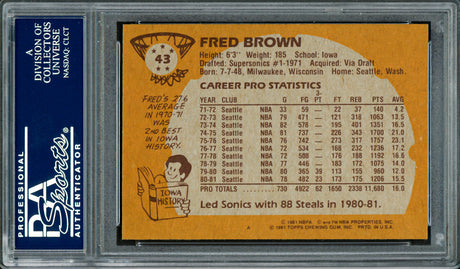 A
DIVISION OF
COLLECTORS
UNIVERSE
NASDAQ: CLCT
PROFESSIONAL
PSA
Sports
AUTHENTICATOR
43
FRED BROWN
Height: 6'3" Weight: 185 School: Iowa
Drafted: Supersonics #1-1971 Acquired: Via Draft
Born: 7-7-48, Milwaukee, Wisconsin Home: Seattle, Wash.
FRED'S 27.6
AVERAGE
IN 1970-71
WAS
2ND BEST
IN IOWA
HISTORY.
IOWA
HISTORY
CAREER PRO STATISTICS
YEAR CLUB G FG 3-PT FT REB PTS AVG
71-72 Seattle NBA 33 59 — 22 37 140 4.2
72-73 Seattle NBA 79 471 — 121 318 1063 13.5
73-74 Seattle NBA 82 578 — 195 401 1351 16.5
74-75 Seattle NBA 81 737 — 226 343 1700 21.0
75-76 Seattle NBA 76 742 — 273 317 1757 23.1
76-77 Seattle NBA 72 534 — 168 232 1236 17.2
77-78 Seattle NBA 72 508 — 176 188 1192 16.6
78-79 Seattle NBA 77 446 — 183 172 1075 14.0
79-80 Seattle NBA 80 39 113 155 960 12.0
80-81 Seattle NBA 78 23 1206 15.5
PRO TOTALS 730 4922 62 1650 2338 11,680 16.0
Led Sonics with 88 Steals in 1980-81.
© 1981 NBPA © 1981 NBA PROPERTIES, INC.
A © 1981 TOPPS CHEWING GUM, INC. PRTD. IN U.S.A.